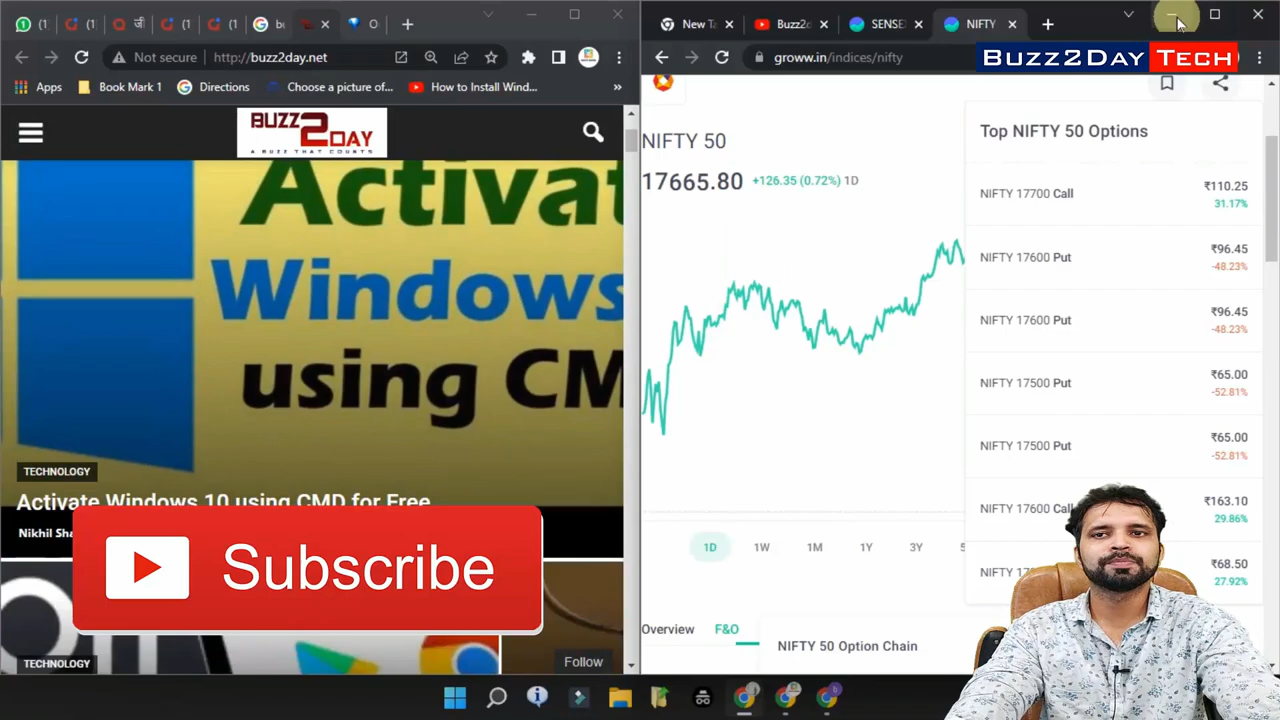 Not secure
http://buzz2day.net
Apps
Book Mark 1
Directions
Choose a picture of...
How to Install Wind...
»
BUZZ2DAY
A BUZZ THAT COUNTS
Activat
Windows
using CM
TECHNOLOGY
Activate Windows 10 using CMD for Free
Nikhil Sha
Subscribe
TECHNOLOGY
Follow
New Ta
Buzz2d
SENSE
NIFTY
groww.in/indices/nifty
Buzz2Day Tech
NIFTY 50
17665.80 +126.35 (0.72%) 1D
1D 1W 1M 1Y 3Y 5
Overview F&O
Top NIFTY 50 Options
NIFTY 17700 Call ₹110.25
31.17%
NIFTY 17600 Put ₹96.45
-48.23%
NIFTY 17600 Put ₹96.45
-48.23%
NIFTY 17500 Put ₹65.00
-52.81%
NIFTY 17500 Put ₹65.00
-52.81%
NIFTY 17600 Call ₹163.10
29.86%
NIFTY ₹68.50
27.92%
NIFTY 50 Option Chain